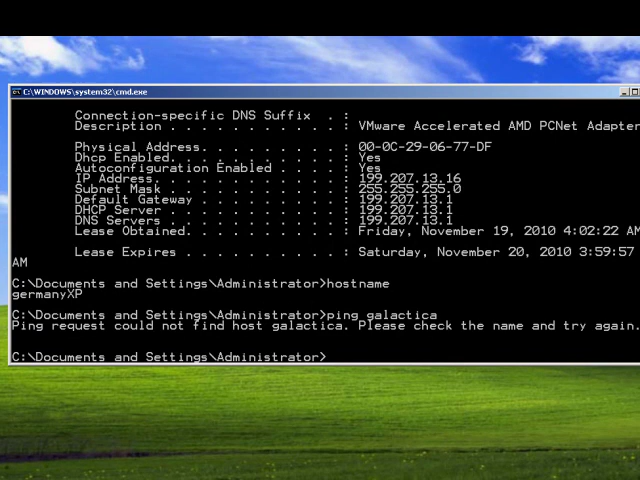 C:\WINDOWS\system32\cmd.exe
Connection-specific DNS Suffix  . :
Description . . . . . . . . . . . : VMware Accelerated AMD PCNet Adapter
Physical Address. . . . . . . . . : 00-0C-29-06-77-DF
Dhcp Enabled. . . . . . . . . . . : Yes
Autoconfiguration Enabled . . . . : Yes
IP Address. . . . . . . . . . . . : 199.207.13.16
Subnet Mask . . . . . . . . . . . : 255.255.255.0
Default Gateway . . . . . . . . . : 199.207.13.1
DHCP Server . . . . . . . . . . . : 199.207.13.1
DNS Servers . . . . . . . . . . . : 199.207.13.1
Lease Obtained. . . . . . . . . . : Friday, November 19, 2010 4:02:22 AM
Lease Expires . . . . . . . . . . : Saturday, November 20, 2010 3:59:57
AM
C:\Documents and Settings\Administrator>hostname
germanyXP
C:\Documents and Settings\Administrator>ping galactica
Ping request could not find host galactica. Please check the name and try again.
C:\Documents and Settings\Administrator>